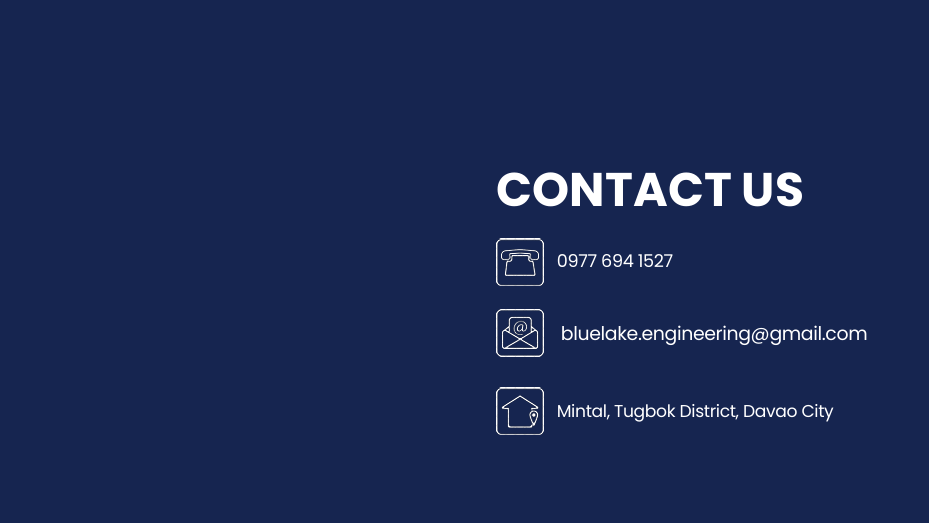 CONTACT US
0977 694 1527
@
bluelake.engineering@gmail.com
Mintal, Tugbok District, Davao City